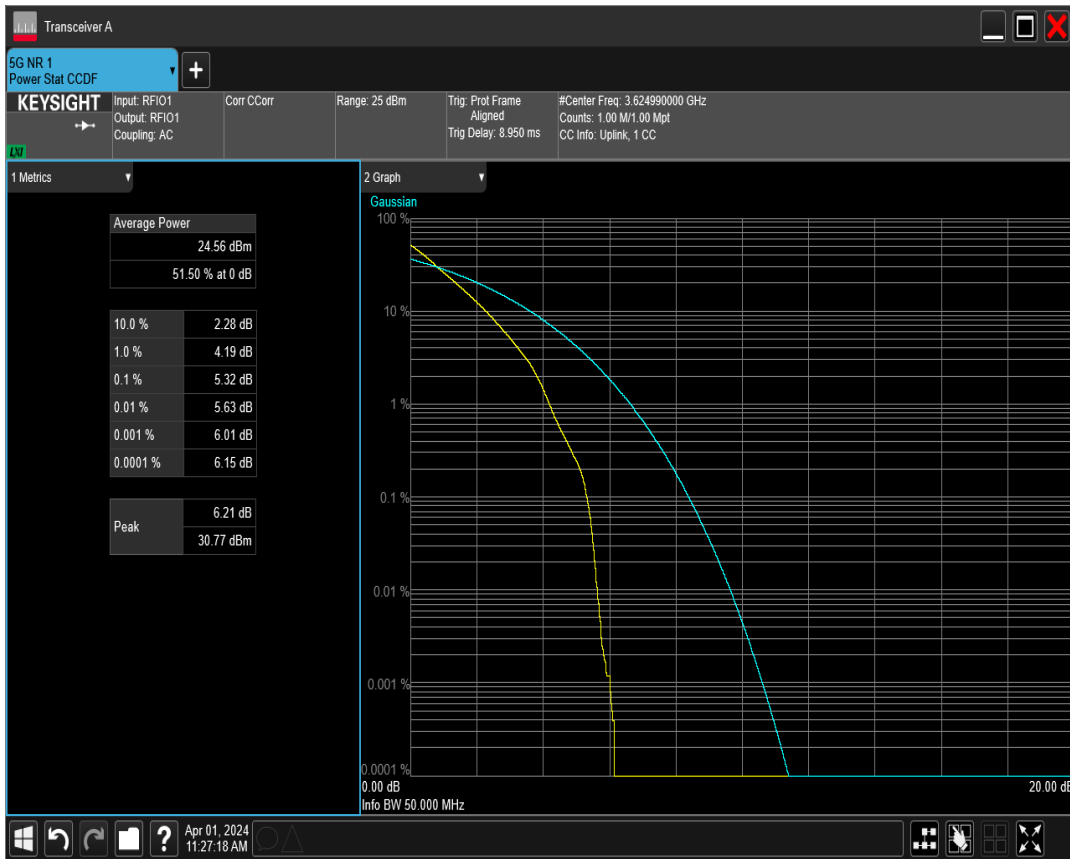 Transceiver A
5G NR 1
Power Stat CCDF
+
KEYSIGHT
LXI
Input: RFIO1
Output: RFIO1
Coupling: AC
Corr CCorr
Range: 25 dBm
Trig: Prot Frame
Aligned
Trig Delay: 8.950 ms
#Center Freq: 3.624990000 GHz
Counts: 1.00 M/1.00 Mpt
CC Info: Uplink, 1 CC
1 Metrics
Average Power
24.56 dBm
51.50 % at 0 dB
10.0 % 2.28 dB
1.0 % 4.19 dB
0.1 % 5.32 dB
0.01 % 5.63 dB
0.001 % 6.01 dB
0.0001 % 6.15 dB
Peak
6.21 dB
30.77 dBm
2 Graph
Gaussian
100 %
10 %
1 %
0.1 %
0.01 %
0.001 %
0.0001 %
0.00 dB 20.00 dB
Info BW 50.000 MHz
?
Apr 01, 2024
11:27:18 AM